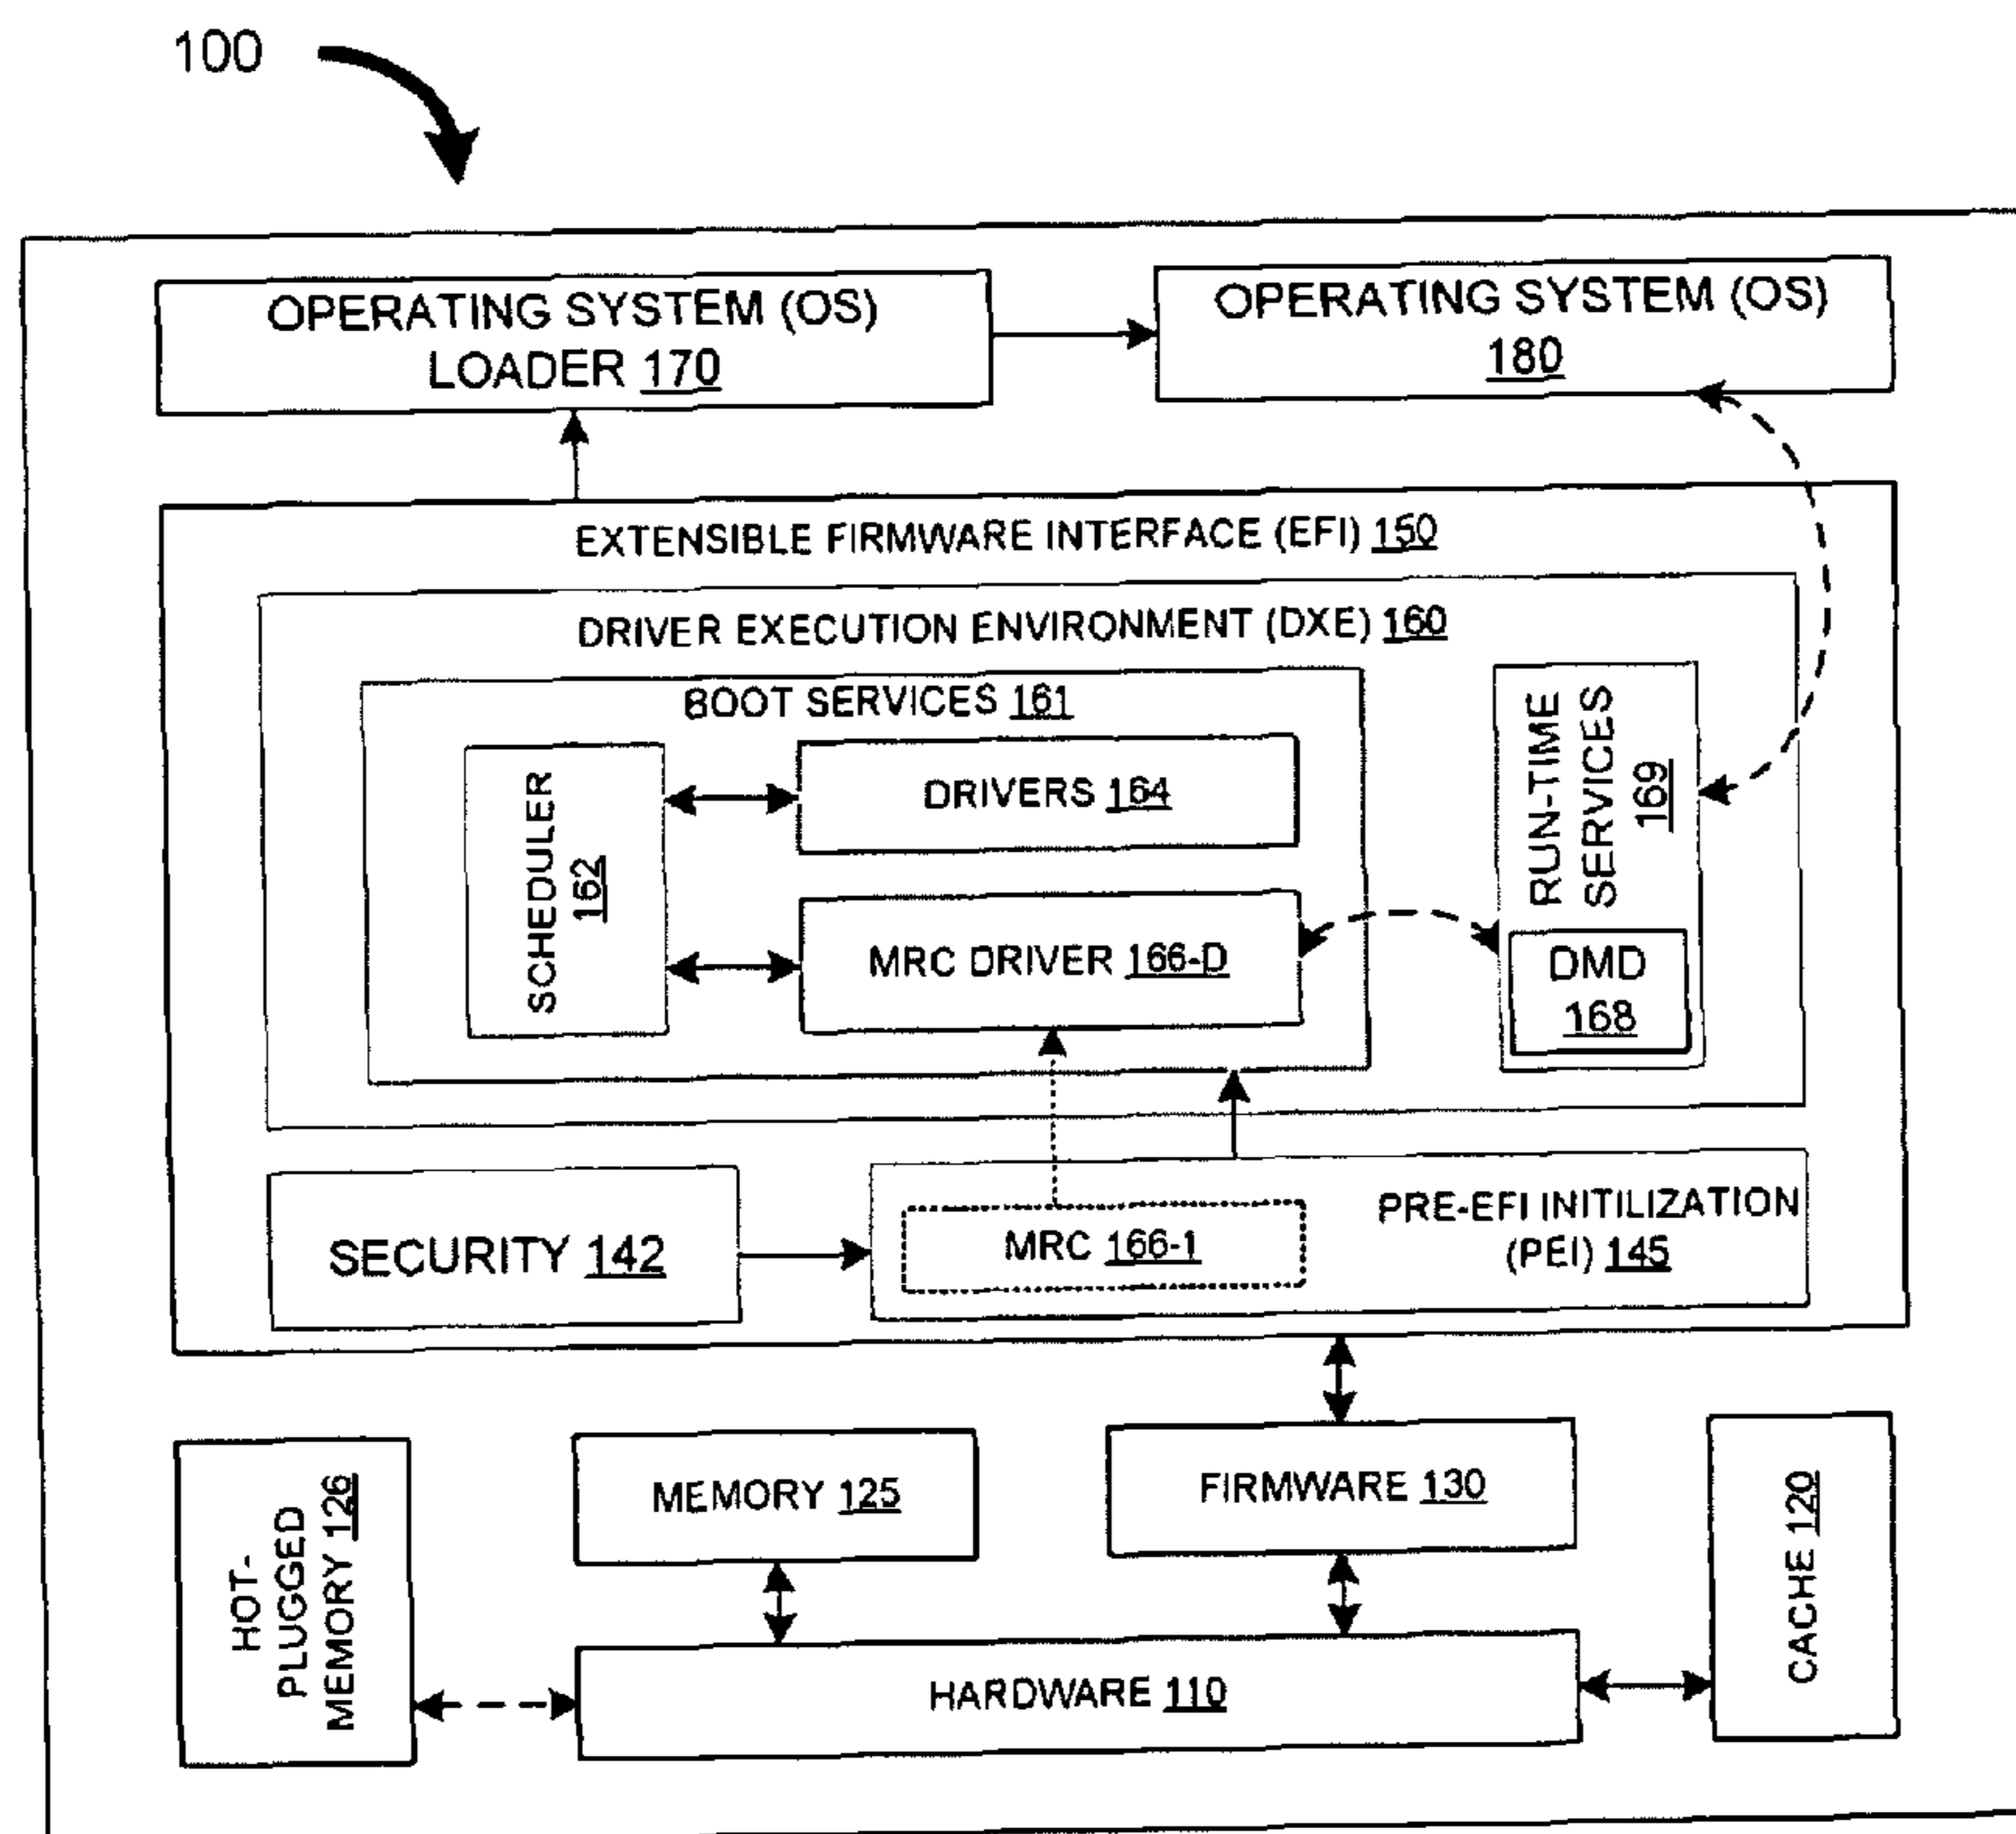 100
OPERATING SYSTEM (OS)
LOADER 170
OPERATING SYSTEM (OS)
180
EXTENSIBLE FIRMWARE INTERFACE (EFI) 150
DRIVER EXECUTION ENVIRONMENT (DXE) 160
BOOT SERVICES 161
SCHEDULER
162
DRIVERS 164
MRC DRIVER 166-D
RUN-TIME
SERVICES
169
DMD
168
SECURITY 142
MRC 166-1
PRE-EFI INITILIZATION
(PEI) 145
HOT-
PLUGGED
MEMORY 126
MEMORY 125
FIRMWARE 130
CACHE 120
HARDWARE 110